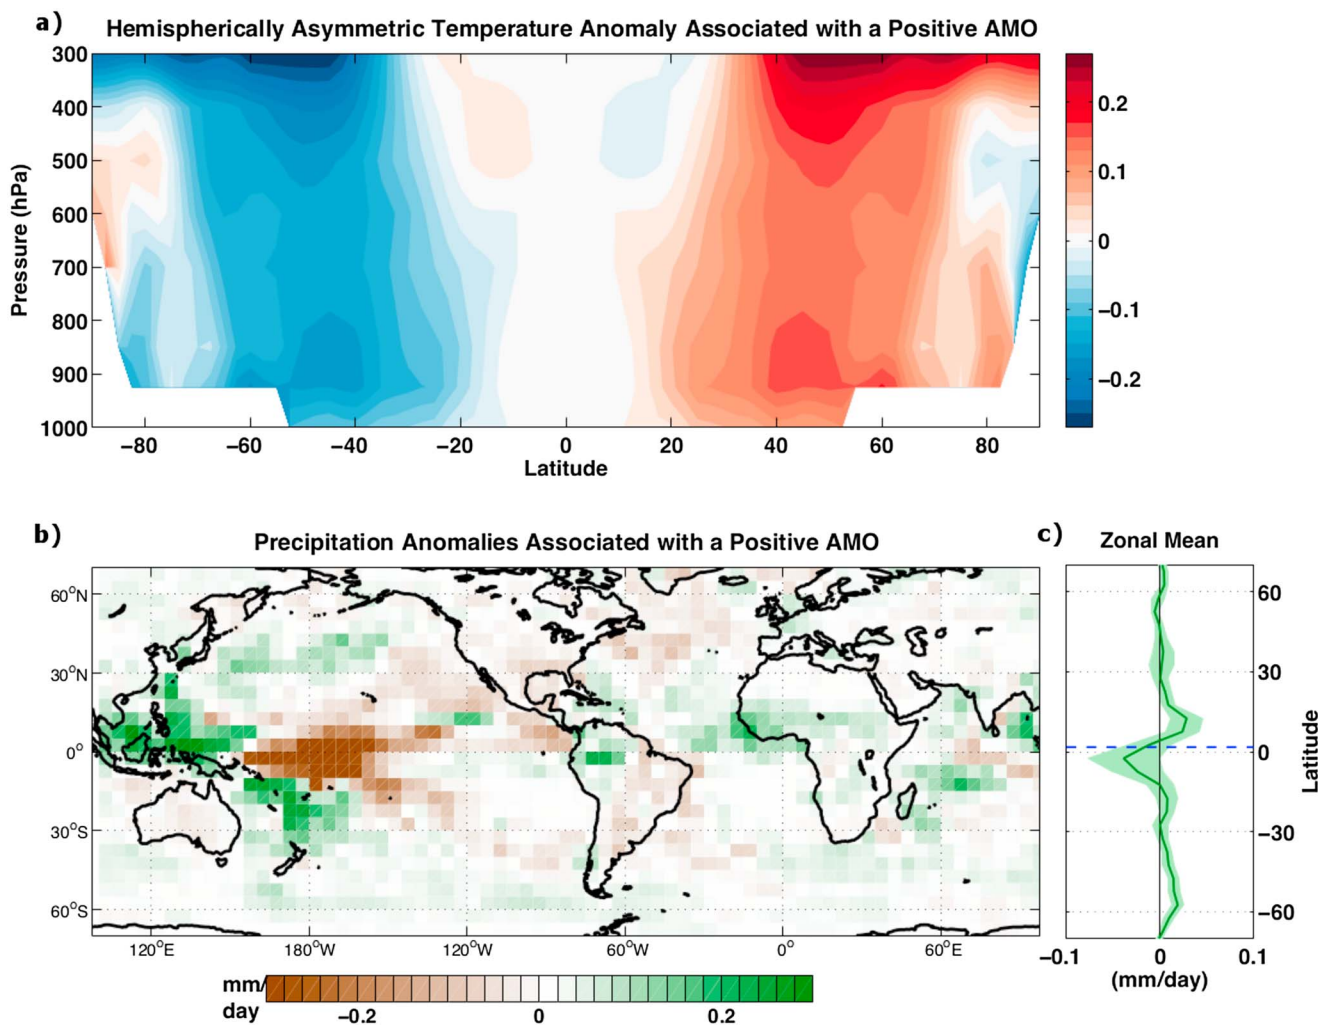 a) Hemispherically Asymmetric Temperature Anomaly Associated with a Positive AMO
300
400
500
600
700
800
900
1000
Pressure (hPa)
−80 −60 −40 −20 0 20 40 60 80
Latitude
0.2
0.1
0
−0.1
−0.2
b) Precipitation Anomalies Associated with a Positive AMO
60°N
30°N
0°
30°S
60°S
120°E 180°W 120°W 60°W 0° 60°E
mm/
day
−0.2 0 0.2
c) Zonal Mean
60
30
0
−30
−60
Latitude
−0.1 0 0.1
(mm/day)